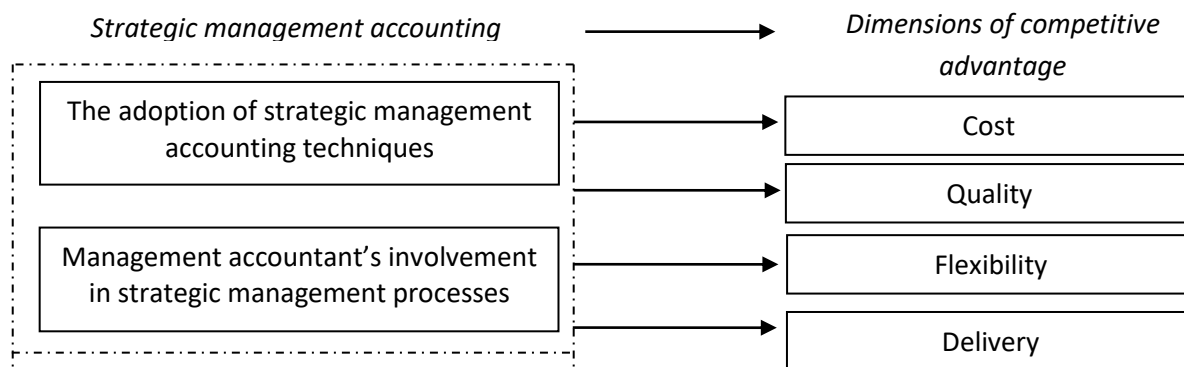 Strategic management accounting
Dimensions of competitive
advantage
The adoption of strategic management
accounting techniques
Management accountant’s involvement
in strategic management processes
Cost
Quality
Flexibility
Delivery